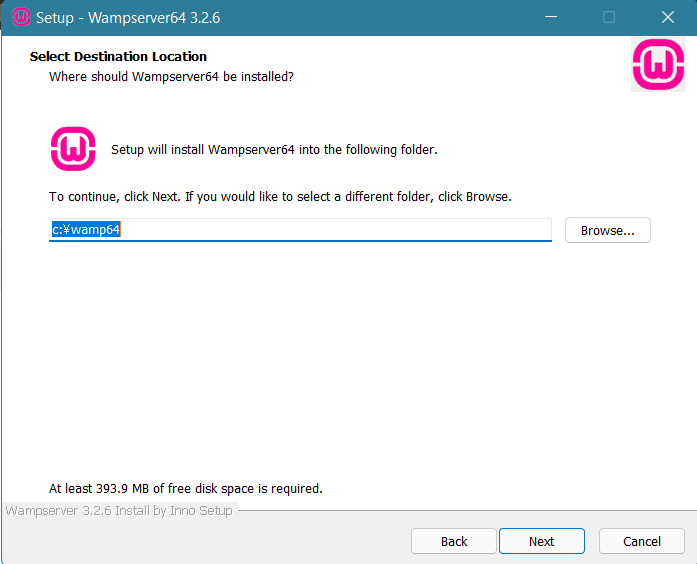 Setup - Wampserver64 3.2.6
Select Destination Location
Where should Wampserver64 be installed?
Setup will install Wampserver64 into the following folder.
To continue, click Next. If you would like to select a different folder, click Browse.
c:¥wamp64
Browse...
At least 393.9 MB of free disk space is required.
Wampserver 3.2.6 Install by Inno Setup
Back
Next
Cancel